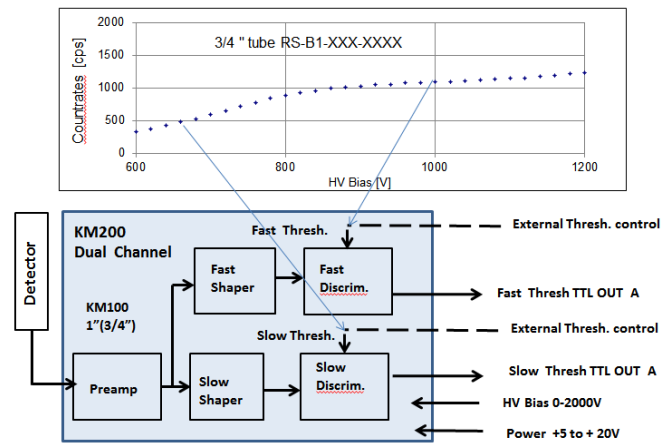 2000
3/4 " tube RS-B1-XXX-XXXX
1500
1000
500
0
Countrates [cps]
600
800
1000
1200
HV Bias [V]
KM200
Dual Channel
Fast Thresh.
External Thresh. control
Detector
KM100
1”(3/4”)
Fast
Shaper
Fast
Discrim.
Fast Thresh TTL OUT A
Slow Thresh.
External Thresh. control
Preamp
Slow
Shaper
Slow
Discrim.
Slow Thresh TTL OUT A
HV Bias 0-2000V
Power +5 to + 20V